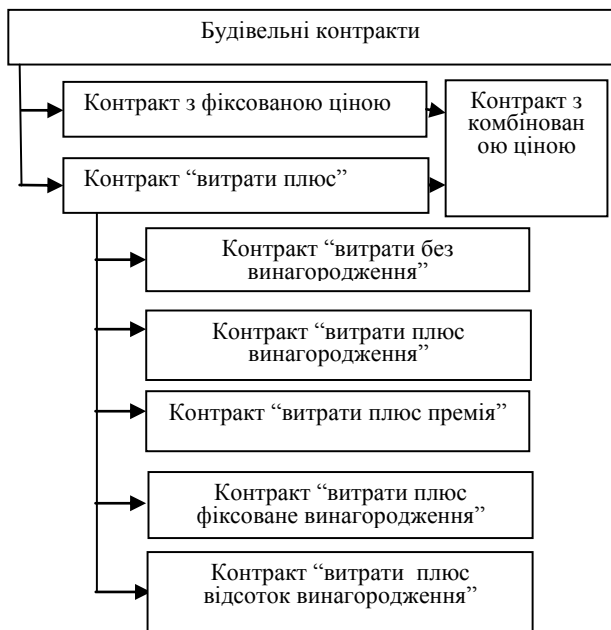 Будівельні контракти
Контракт з фіксованою ціною
Контракт з
комбінован
ою ціною
Контракт “витрати плюс”
Контракт “витрати без
винагородження”
Контракт “витрати плюс
винагородження”
Контракт “витрати плюс премія”
Контракт “витрати плюс
фіксоване винагородження”
Контракт “витрати плюс
відсоток винагородження”